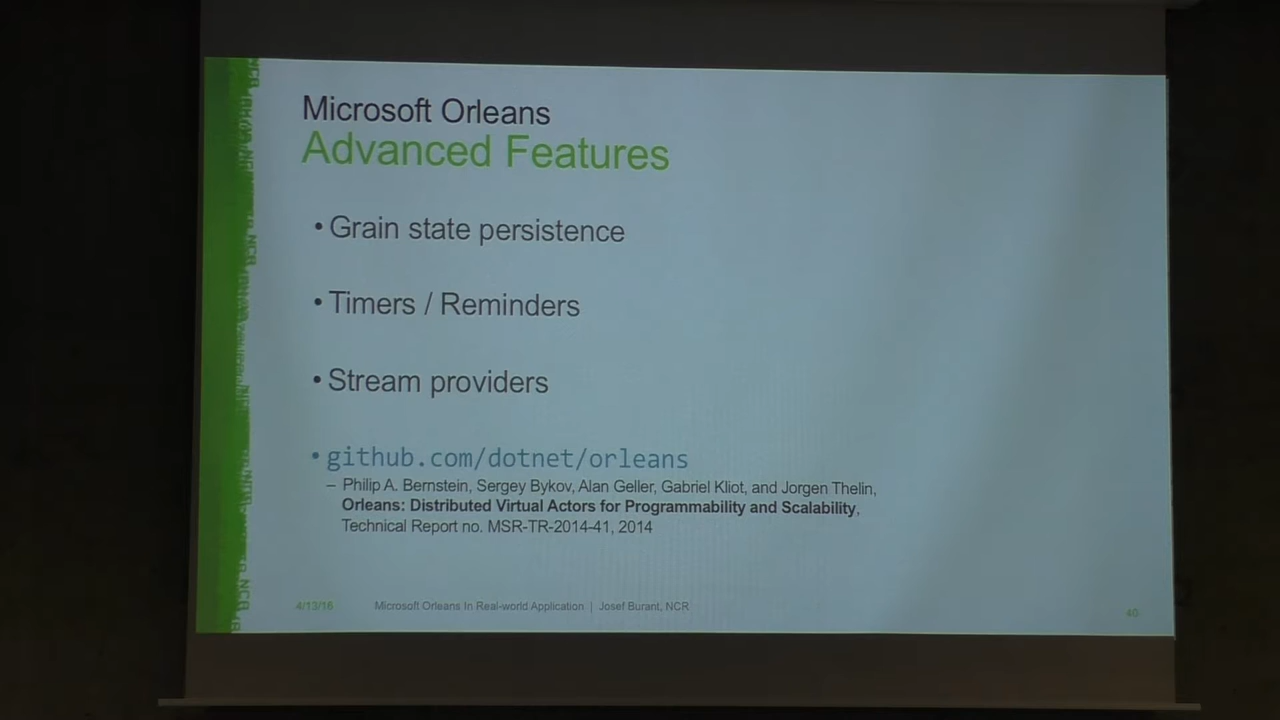 Microsoft Orleans
Advanced Features
• Grain state persistence
• Timers / Reminders
• Stream providers
• github.com/dotnet/orleans
– Philip A. Bernstein, Sergey Bykov, Alan Geller, Gabriel Kliot, and Jorgen Thelin,
Orleans: Distributed Virtual Actors for Programmability and Scalability,
Technical Report no. MSR-TR-2014-41, 2014
4/13/16 Microsoft Orleans In Real-world Application | Josef Burant, NCR 40